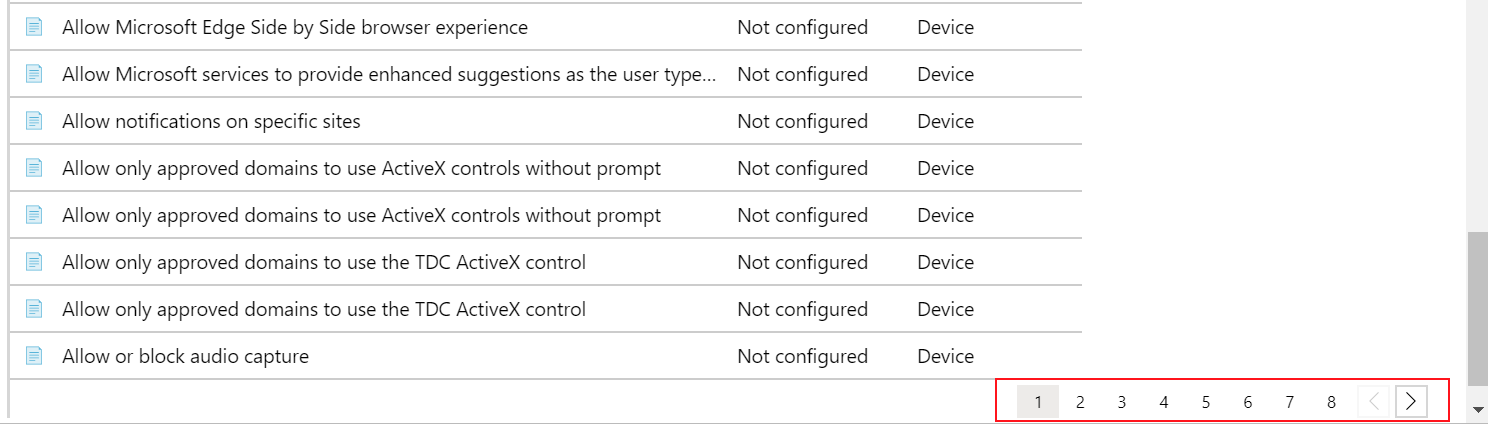 Allow Microsoft Edge Side by Side browser experience Not configured Device
Allow Microsoft services to provide enhanced suggestions as the user type... Not configured Device
Allow notifications on specific sites Not configured Device
Allow only approved domains to use ActiveX controls without prompt Not configured Device
Allow only approved domains to use ActiveX controls without prompt Not configured Device
Allow only approved domains to use the TDC ActiveX control Not configured Device
Allow only approved domains to use the TDC ActiveX control Not configured Device
Allow or block audio capture Not configured Device
1 2 3 4 5 6 7 8